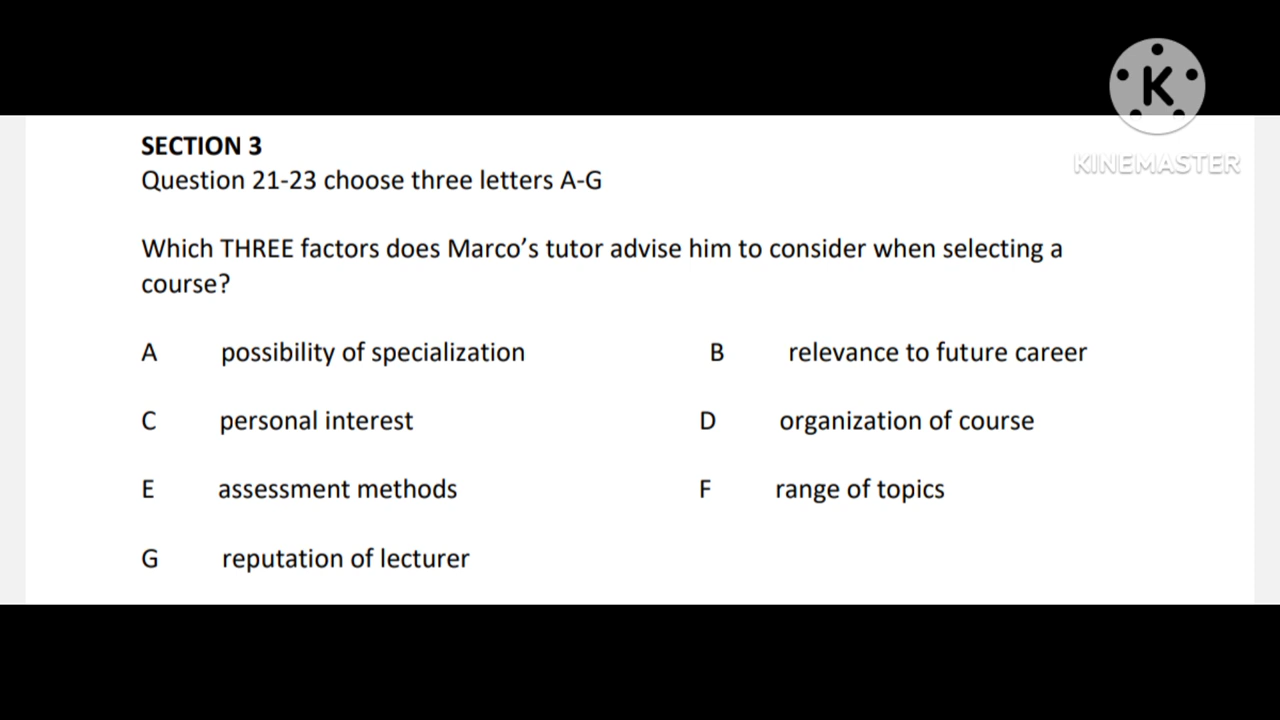 K
KINEMASTER
SECTION 3
Question 21-23 choose three letters A-G
Which THREE factors does Marco’s tutor advise him to consider when selecting a
course?
A possibility of specialization B relevance to future career
C personal interest D organization of course
E assessment methods F range of topics
G reputation of lecturer